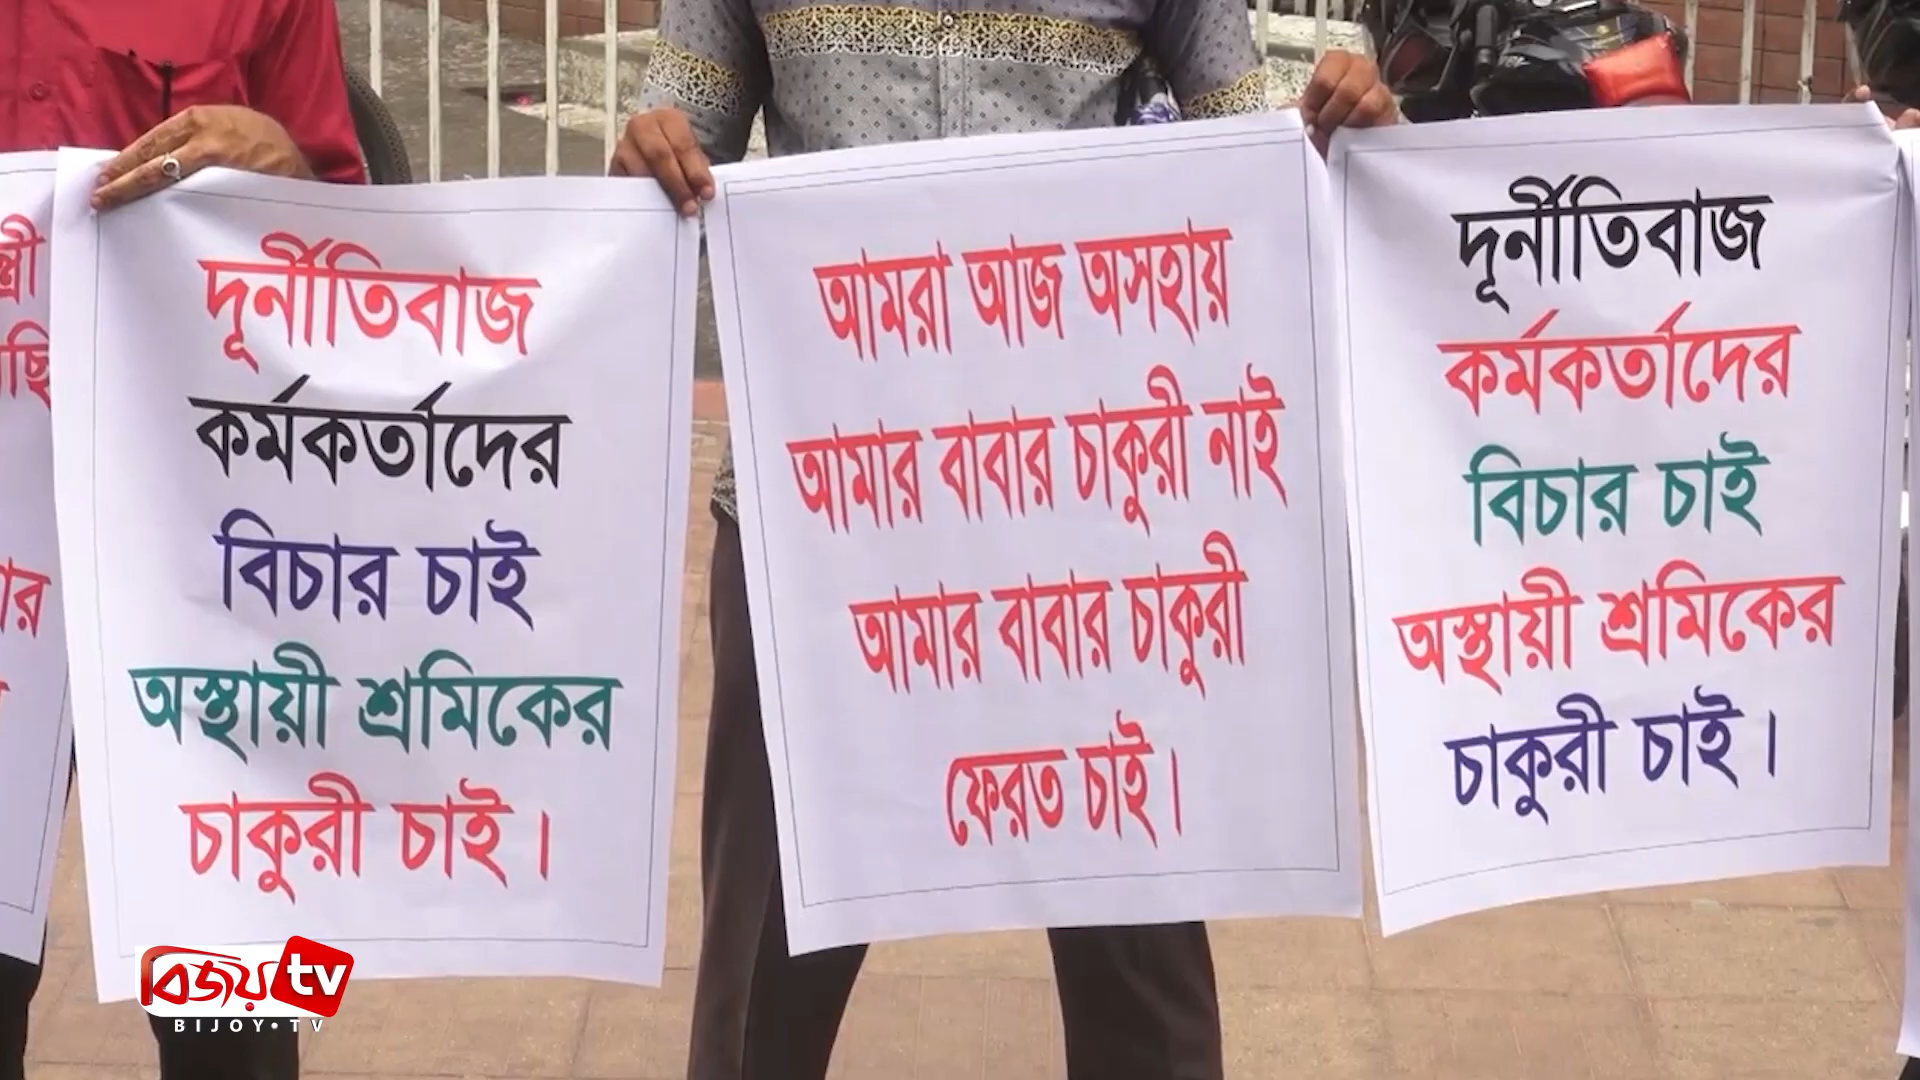 দূর্নীতিবাজ
কর্মকর্তাদের
বিচার চাই
অস্থায়ী শ্রমিকের
চাকুরী চাই।
আমরা আজ অসহায়
আমার বাবার চাকুরী নাই
আমার বাবার চাকুরী
ফেরত চাই।
দূর্নীতিবাজ
কর্মকর্তাদের
বিচার চাই
অস্থায়ী শ্রমিকের
চাকুরী চাই।
বিজয় tv
BIJOY•TV